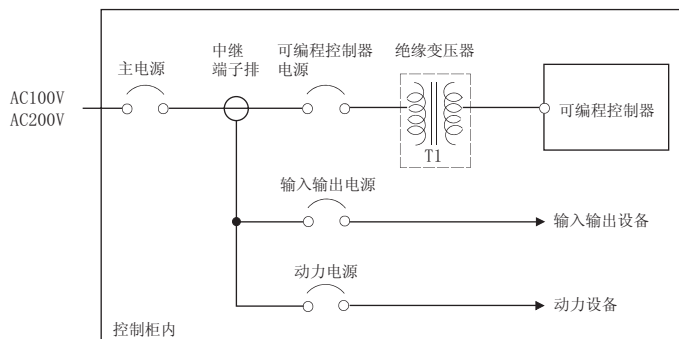 中继
端子排
可编程控制器
电源
绝缘变压器
主电源
AC100V
AC200V
可编程控制器
T1
输入输出电源
输入输出设备
动力电源
动力设备
控制柜内